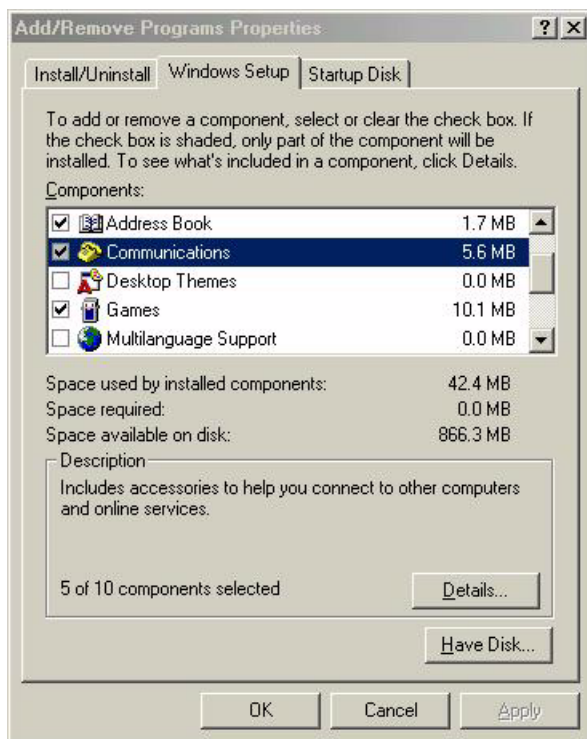 Add/Remove Programs Properties
Install/Uninstall Windows Setup Startup Disk
To add or remove a component, select or clear the check box. If
the check box is shaded, only part of the component will be
installed. To see what's included in a component, click Details.
Components:
Address Book 1.7 MB
Communications 5.6 MB
Desktop Themes 0.0 MB
Games 10.1 MB
Multilanguage Support 0.0 MB
Space used by installed components: 42.4 MB
Space required: 0.0 MB
Space available on disk: 866.3 MB
Description
Includes accessories to help you connect to other computers
and online services.
5 of 10 components selected
Details...
Have Disk...
OK Cancel Apply